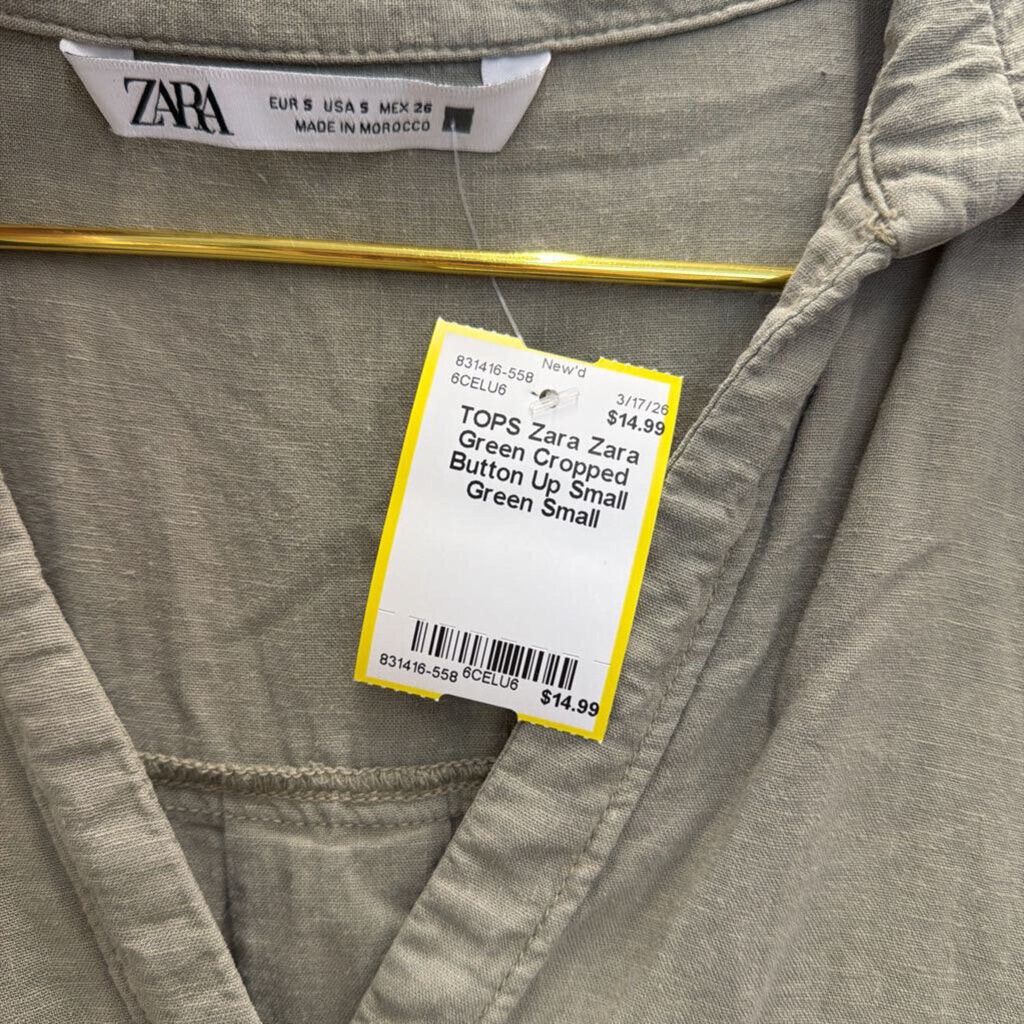 ZARA
EUR S USA S MEX 26
MADE IN MOROCCO
831416-558 New'd
6CELU6
3/17/26
$14.99
TOPS Zara Zara
Green Cropped
Button Up Small
Green Small
831416-558 6CELU6
$14.99